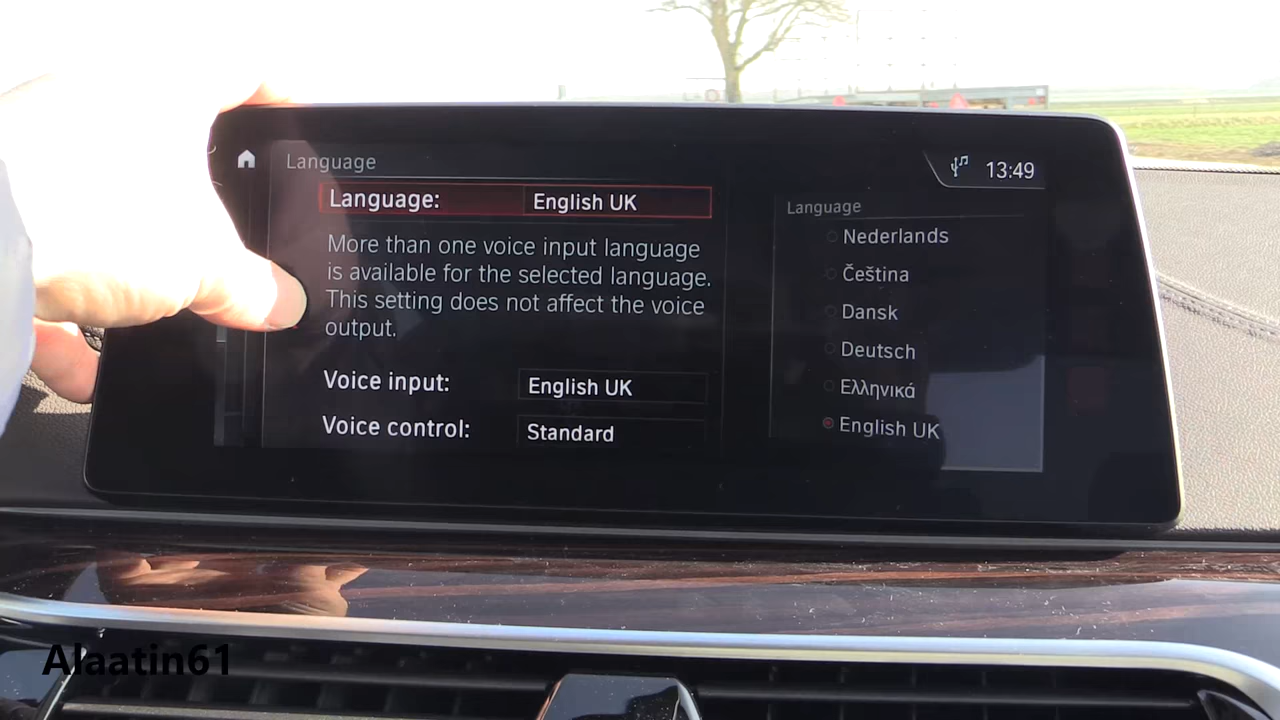 Language
13:49
Language: English UK
More than one voice input language
is available for the selected language.
This setting does not affect the voice
output.
Voice input: English UK
Voice control: Standard
Language
Nederlands
Čeština
Dansk
Deutsch
Ελληνικά
English UK
Alaatin61